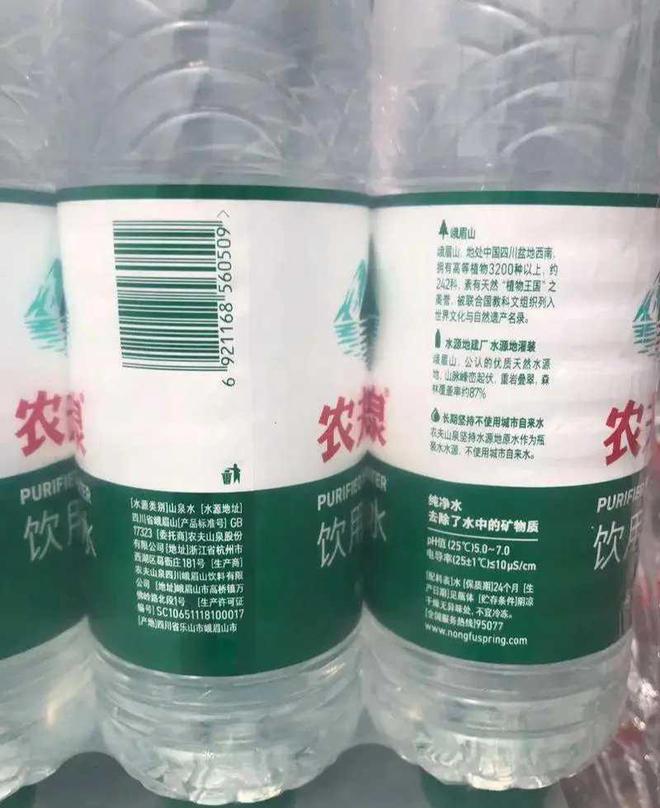 6 921168 560509
农
PURIFIE
饮用
[水源类别]山泉水 [水源地址]
四川省峨眉山[产品标准号] GB
17323 [委托商]农夫山泉股份
有限公司 [地址]浙江省杭州市
西湖区葛衙庄181号 [生产商]
农夫山泉四川峨眉山饮料有限
公司 [地址]峨眉山市高桥镇万
佛岭路北段1号 [生产许可证
编号] SC10651118100017
[产地]四川省乐山市峨眉山市
农
PURIFIED
饮用水
峨眉山
峨眉山, 地处中国四川盆地西南,
拥有高等植物3200种以上, 约
242科, 素有天然“植物王国”之
美誉, 被联合国教科文组织列入
世界文化与自然遗产名录。
水源地建厂 水源地灌装
峨眉山, 公认的优质天然水源
地, 山脉峰峦起伏, 重岩叠翠, 森
林覆盖率约87%
长期坚持不使用城市自来水
农夫山泉坚持水源地原水作为瓶
装水水源, 不使用城市自来水。
纯净水
去除了水中的矿物质
pH值(25℃)5.0~7.0
电导率(25±1℃)≤10μS/cm
[配料表]水 [保质期]24个月 [生
产日期]见瓶体 [贮存条件]阴凉
干燥无异味处, 不宜冷冻。
[全国服务热线]95077
www.nongfuspring.com
农
PURIFIE
饮用